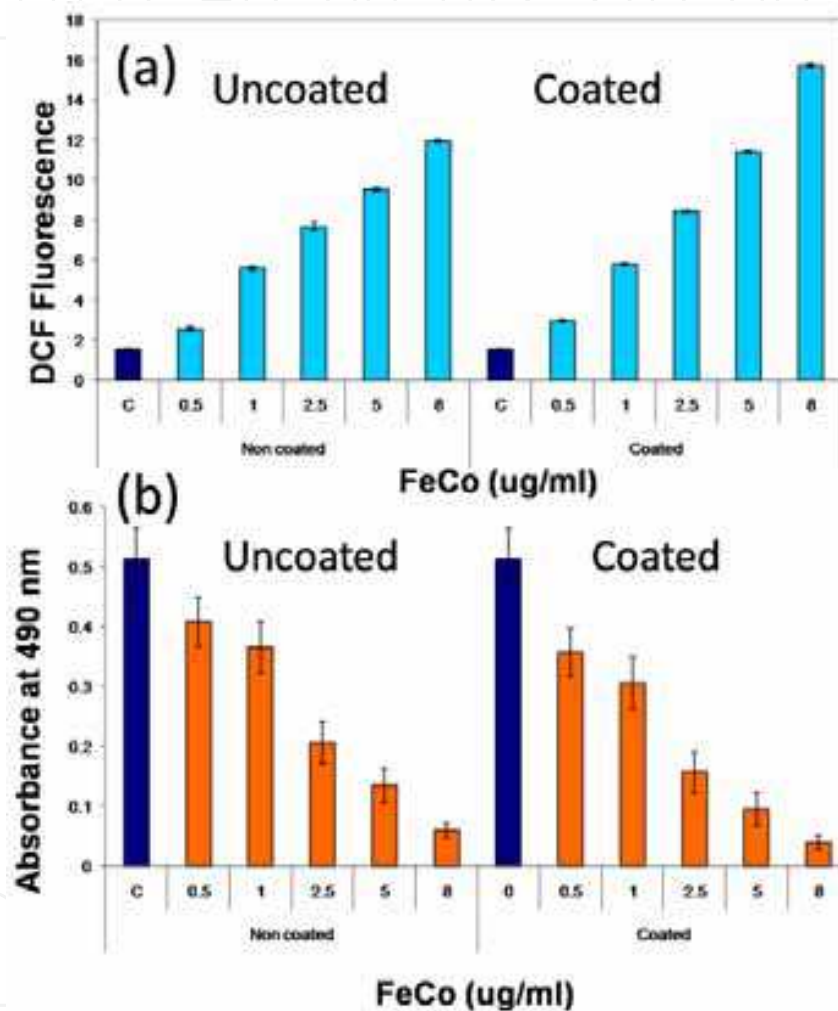 18
(a)
16
Uncoated
Coated
14
12
10
8
6
4
2
0
DCF Fluorescence
C 0.5 1 2.5 5 8 C 0.5 1 2.5 5 8
Non coated Coated
FeCo (ug/ml)
(b)
0.6
Uncoated
Coated
0.5
0.4
0.3
0.2
0.1
0
Absorbance at 490 nm
C 0.5 1 2.5 5 8 0 0.5 1 2.5 5 8
Non coated Coated
FeCo (ug/ml)